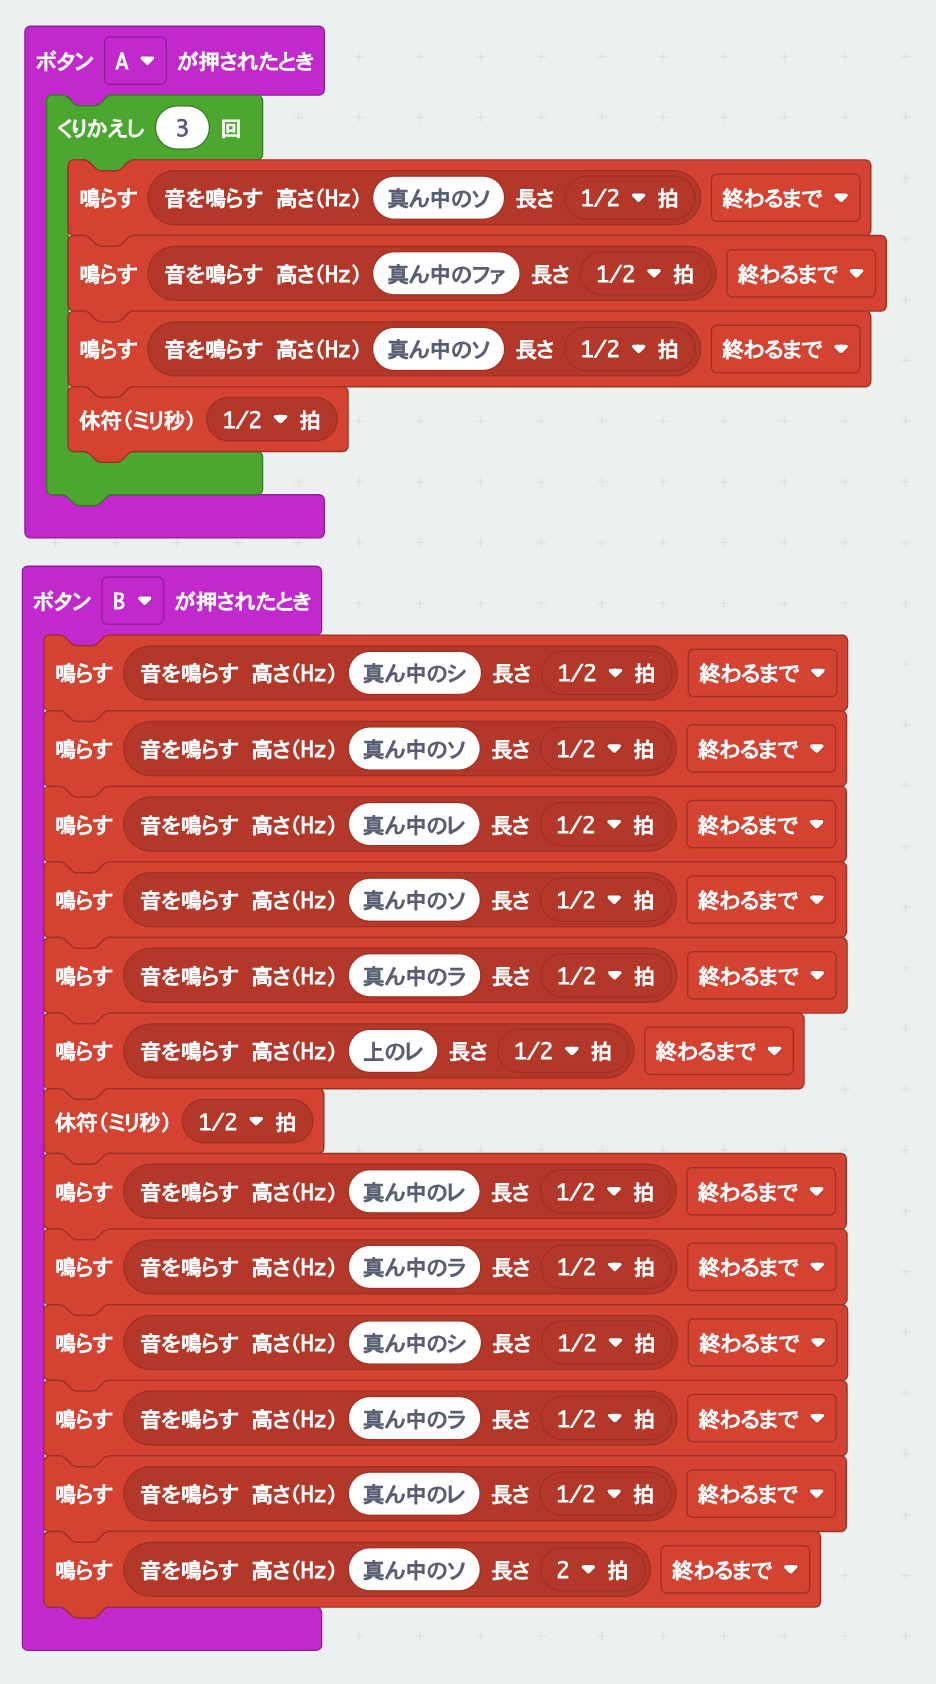 ボタン A が押されたとき
くりかえし 3 回
鳴らす 音を鳴らす 高さ(Hz) 真ん中のソ 長さ 1/2 拍 終わるまで
鳴らす 音を鳴らす 高さ(Hz) 真ん中のファ 長さ 1/2 拍 終わるまで
鳴らす 音を鳴らす 高さ(Hz) 真ん中のソ 長さ 1/2 拍 終わるまで
休符(ミリ秒) 1/2 拍
ボタン B が押されたとき
鳴らす 音を鳴らす 高さ(Hz) 真ん中のシ 長さ 1/2 拍 終わるまで
鳴らす 音を鳴らす 高さ(Hz) 真ん中のソ 長さ 1/2 拍 終わるまで
鳴らす 音を鳴らす 高さ(Hz) 真ん中のレ 長さ 1/2 拍 終わるまで
鳴らす 音を鳴らす 高さ(Hz) 真ん中のソ 長さ 1/2 拍 終わるまで
鳴らす 音を鳴らす 高さ(Hz) 真ん中のラ 長さ 1/2 拍 終わるまで
鳴らす 音を鳴らす 高さ(Hz) 上のレ 長さ 1/2 拍 終わるまで
休符(ミリ秒) 1/2 拍
鳴らす 音を鳴らす 高さ(Hz) 真ん中のレ 長さ 1/2 拍 終わるまで
鳴らす 音を鳴らす 高さ(Hz) 真ん中のラ 長さ 1/2 拍 終わるまで
鳴らす 音を鳴らす 高さ(Hz) 真ん中のシ 長さ 1/2 拍 終わるまで
鳴らす 音を鳴らす 高さ(Hz) 真ん中のラ 長さ 1/2 拍 終わるまで
鳴らす 音を鳴らす 高さ(Hz) 真ん中のレ 長さ 1/2 拍 終わるまで
鳴らす 音を鳴らす 高さ(Hz) 真ん中のソ 長さ 2 拍 終わるまで